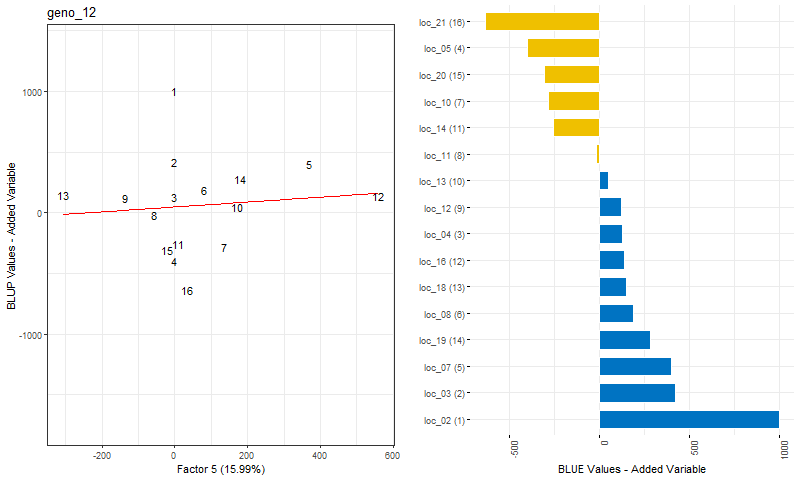 geno_12
BLUP Values - Added Variable
1000
0
-1000
1
2
5
14
16
13
9
3
12
10
8
11
7
15
4
16
-200
0
200
400
600
Factor 5 (15.99%)
loc_21 (16)
loc_05 (4)
loc_20 (15)
loc_10 (7)
loc_14 (11)
loc_11 (8)
loc_13 (10)
loc_12 (9)
loc_04 (3)
loc_16 (12)
loc_18 (13)
loc_08 (6)
loc_19 (14)
loc_07 (5)
loc_03 (2)
loc_02 (1)
-500
0
500
1000
BLUE Values - Added Variable